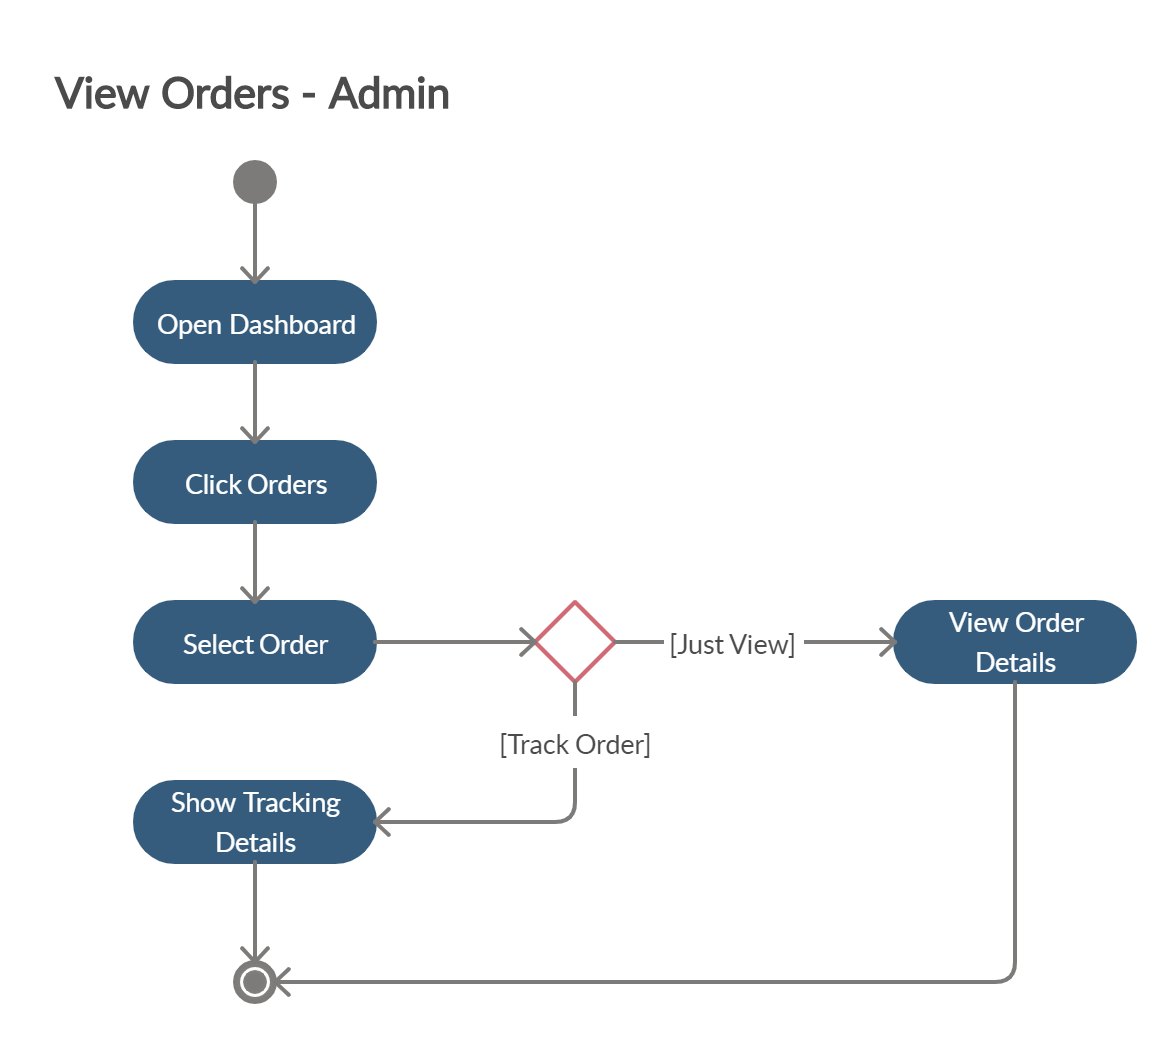 View Orders - Admin
Open Dashboard
Click Orders
Select Order
[Just View]
View Order
Details
[Track Order]
Show Tracking
Details